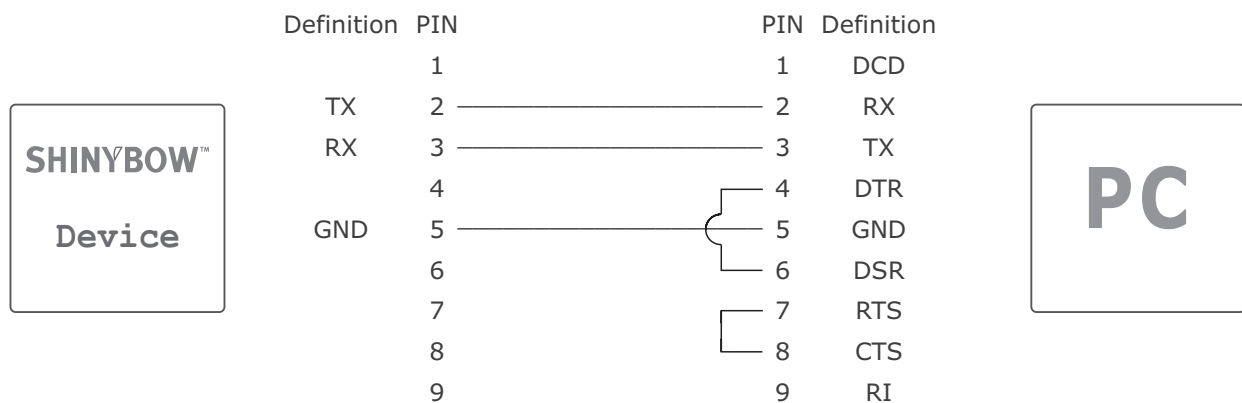 Definition PIN PIN Definition
1 1 DCD
TX 2 2 RX
RX 3 3 TX
4 4 DTR
GND 5 5 GND
6 6 DSR
7 7 RTS
8 8 CTS
9 9 RI
SHINYBOW™
Device
PC